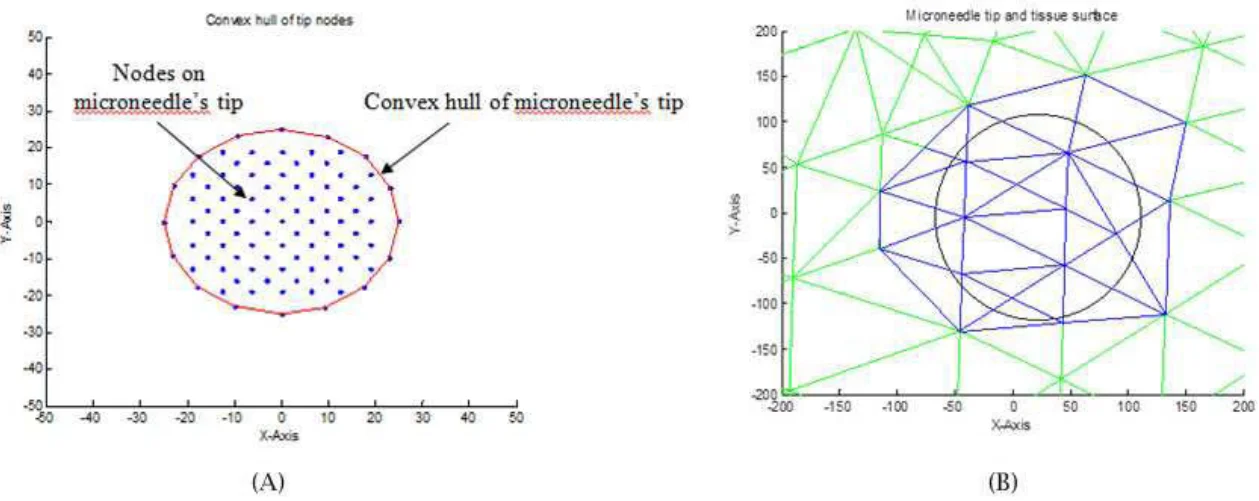 Convex hull of tip nodes
50
40
30
20
10
0
-10
-20
-30
-40
-50
Y-Axis
Nodes on
microneedle's tip
Convex hull of microneedle's tip
-50 -40 -30 -20 -10 0 10 20 30 40 50
X-Axis
(A)
Microneedle tip and tissue surface
200
150
100
50
0
-50
-100
-150
-200
Y-Axis
-200 -150 -100 -50 0 50 100 150 200
X-Axis
(B)